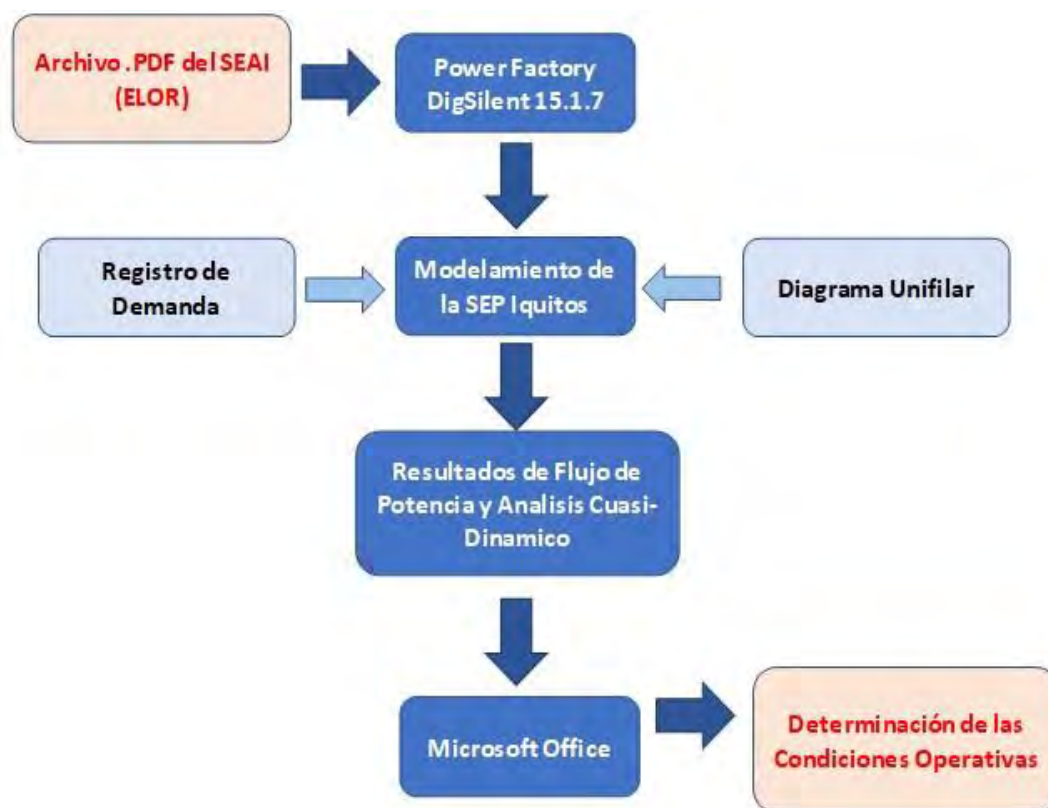 Archivo .PDF del SEAI
(ELOR)
Power Factory
DigSilent 15.1.7
Registro de
Demanda
Modelamiento de
la SEP Iquitos
Diagrama Unifilar
Resultados de Flujo de
Potencia y Analisis Cuasi-
Dinamico
Microsoft Office
Determinación de las
Condiciones Operativas